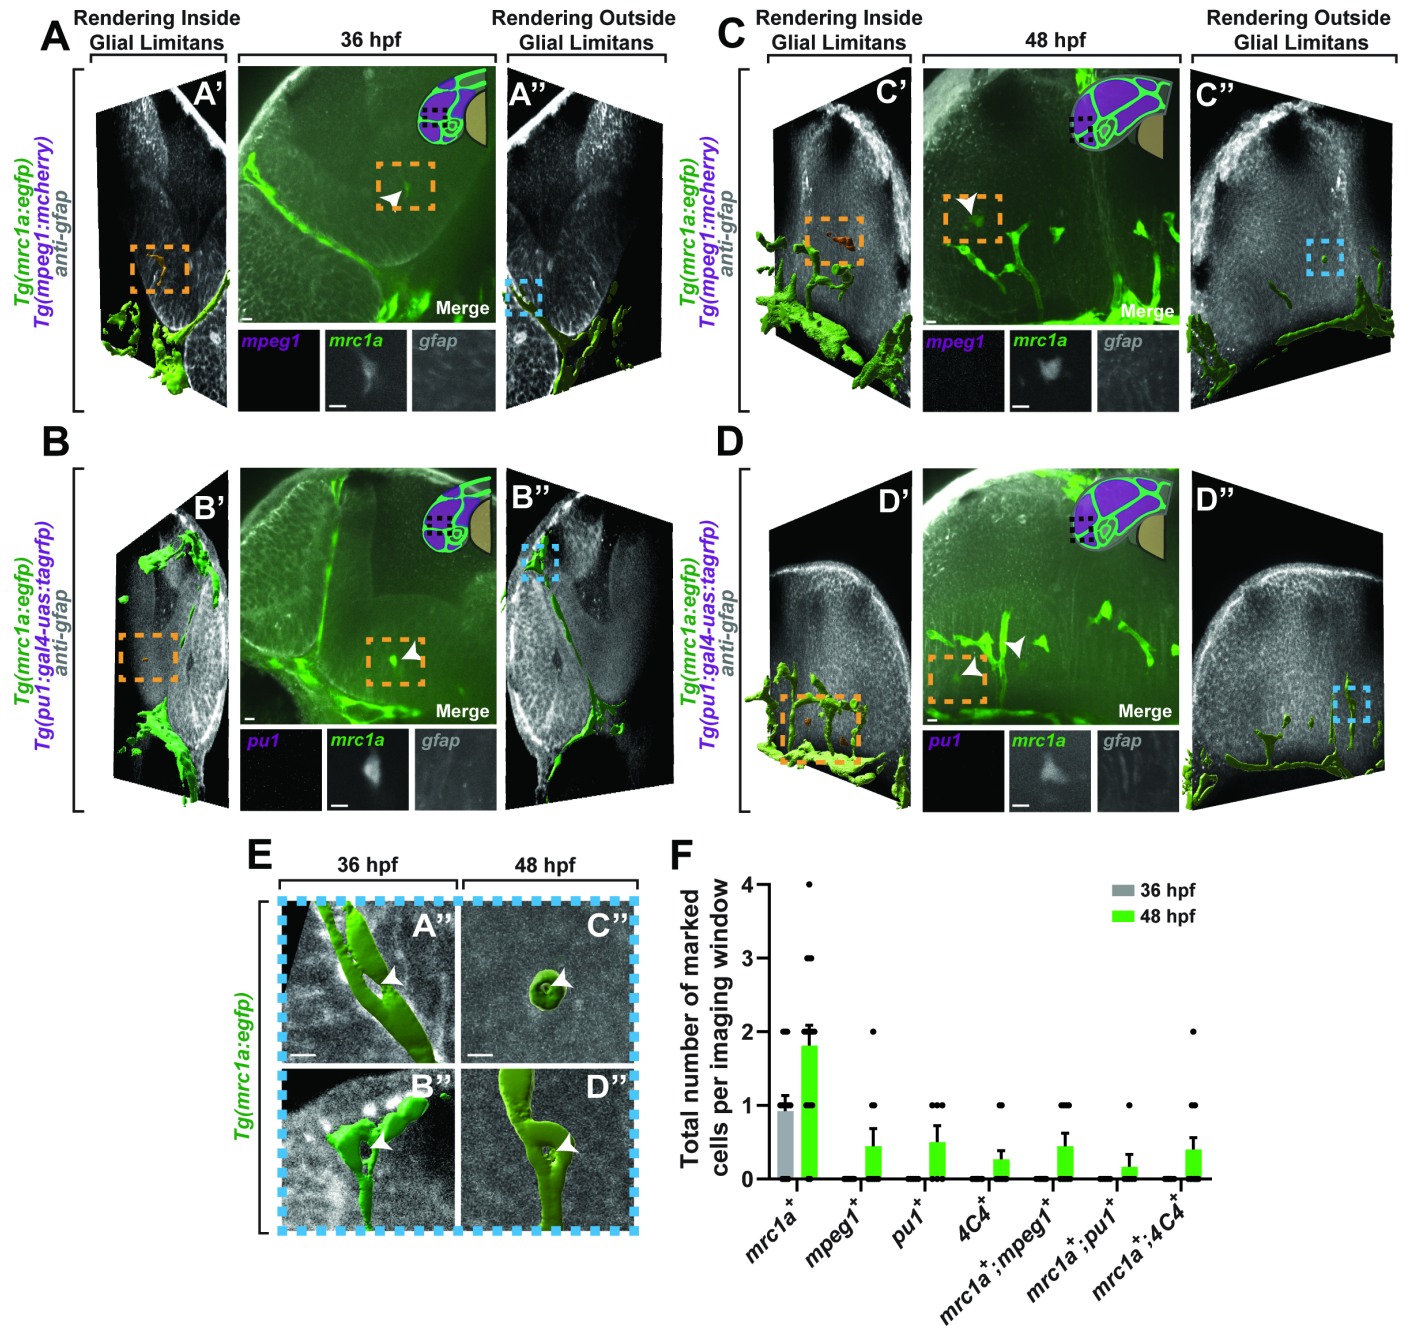 A
Rendering Inside
Glial Limitans
36 hpf
Rendering Outside
Glial Limitans
Tg(mrc1a:egfp)
Tg(mpeg1:mcherry)
anti-gfap
A’
A’’
Merge
mpeg1
mrc1a
gfap
C
Rendering Inside
Glial Limitans
48 hpf
Rendering Outside
Glial Limitans
Tg(mrc1a:egfp)
Tg(mpeg1:mcherry)
anti-gfap
C’
C’’
Merge
mpeg1
mrc1a
gfap
B
Tg(mrc1a:egfp)
Tg(pu1:gal4-uas:tagrfp)
anti-gfap
B’
B’’
Merge
pu1
mrc1a
gfap
D
Tg(mrc1a:egfp)
Tg(pu1:gal4-uas:tagrfp)
anti-gfap
D’
D’’
Merge
pu1
mrc1a
gfap
E
36 hpf
48 hpf
Tg(mrc1a:egfp)
A’’
C’’
B’’
D’’
F
Total number of marked
cells per imaging window
4
3
2
1
0
36 hpf
48 hpf
mrc1a+
mpeg1+
pu1+
4C4+
mrc1a+;mpeg1+
mrc1a+;pu1+
mrc1a+;4C4+